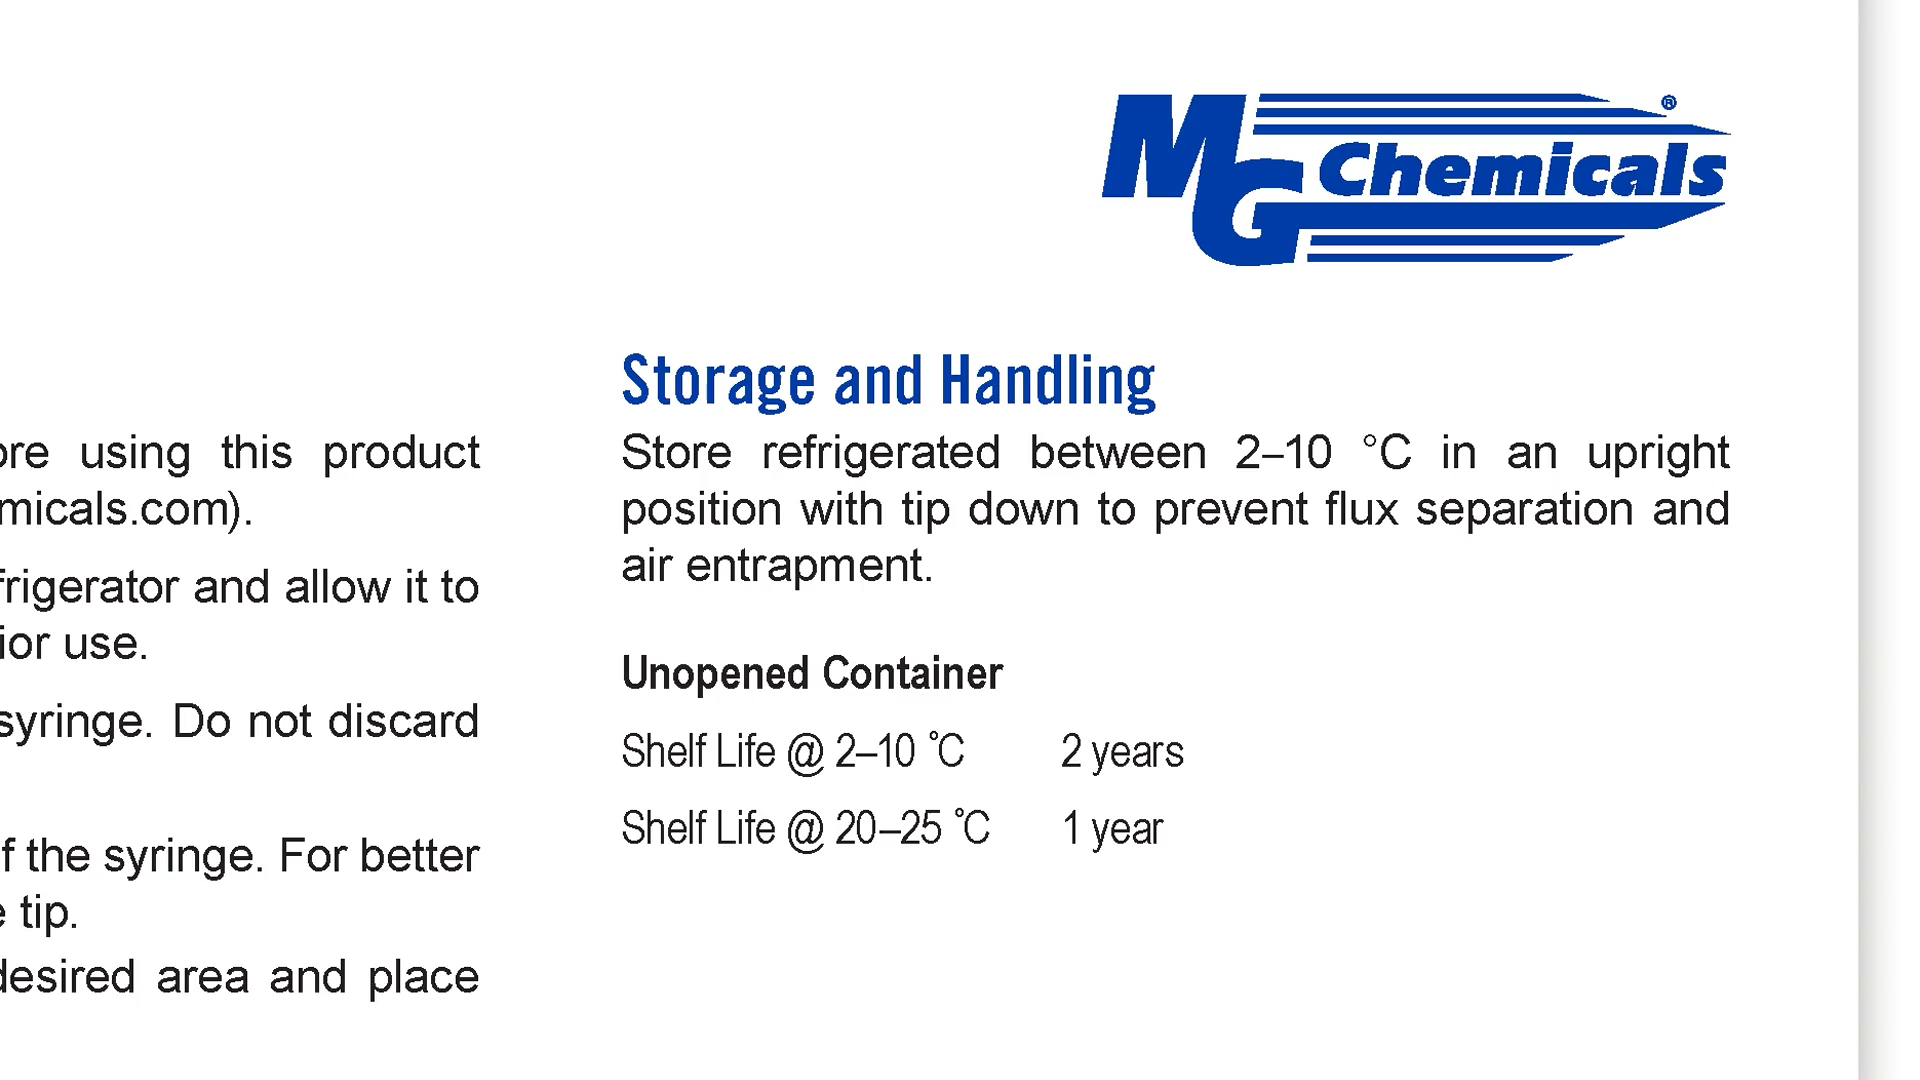 MG Chemicals®
ore using this product
micals.com).
frigerator and allow it to
ior use.
syringe. Do not discard
f the syringe. For better
e tip.
desired area and place
Storage and Handling
Store refrigerated between 2–10 °C in an upright
position with tip down to prevent flux separation and
air entrapment.
Unopened Container
Shelf Life @ 2–10 ˚C 2 years
Shelf Life @ 20–25 ˚C 1 year